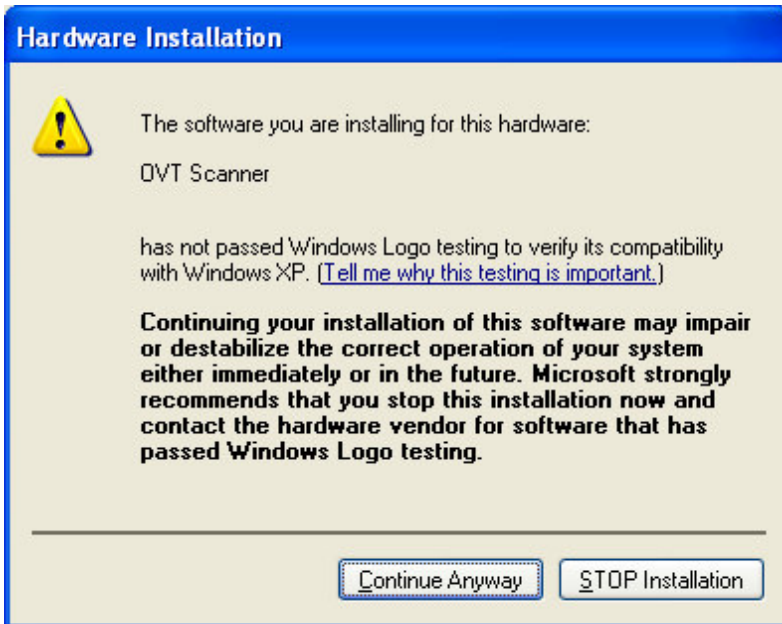 Hardware Installation
The software you are installing for this hardware:
OVT Scanner
has not passed Windows Logo testing to verify its compatibility
with Windows XP. (Tell me why this testing is important.)
Continuing your installation of this software may impair
or destabilize the correct operation of your system
either immediately or in the future. Microsoft strongly
recommends that you stop this installation now and
contact the hardware vendor for software that has
passed Windows Logo testing.
Continue Anyway
STOP Installation